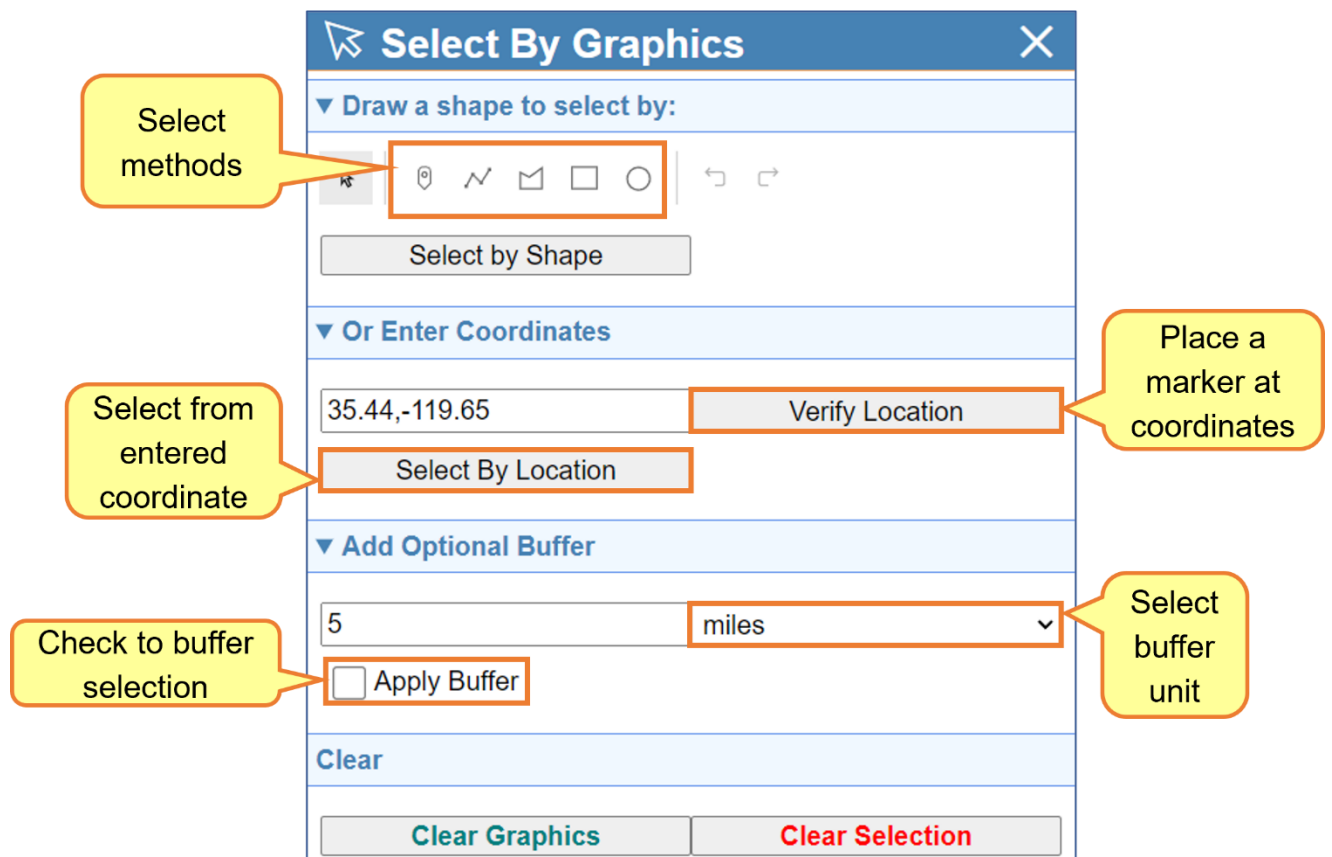 Select By Graphics
Draw a shape to select by:
Select
methods
Select by Shape
Or Enter Coordinates
Place a
marker at
coordinates
35.44,-119.65
Verify Location
Select from
entered
coordinate
Select By Location
Add Optional Buffer
5
miles
Select
buffer
unit
Check to buffer
selection
Apply Buffer
Clear
Clear Graphics
Clear Selection